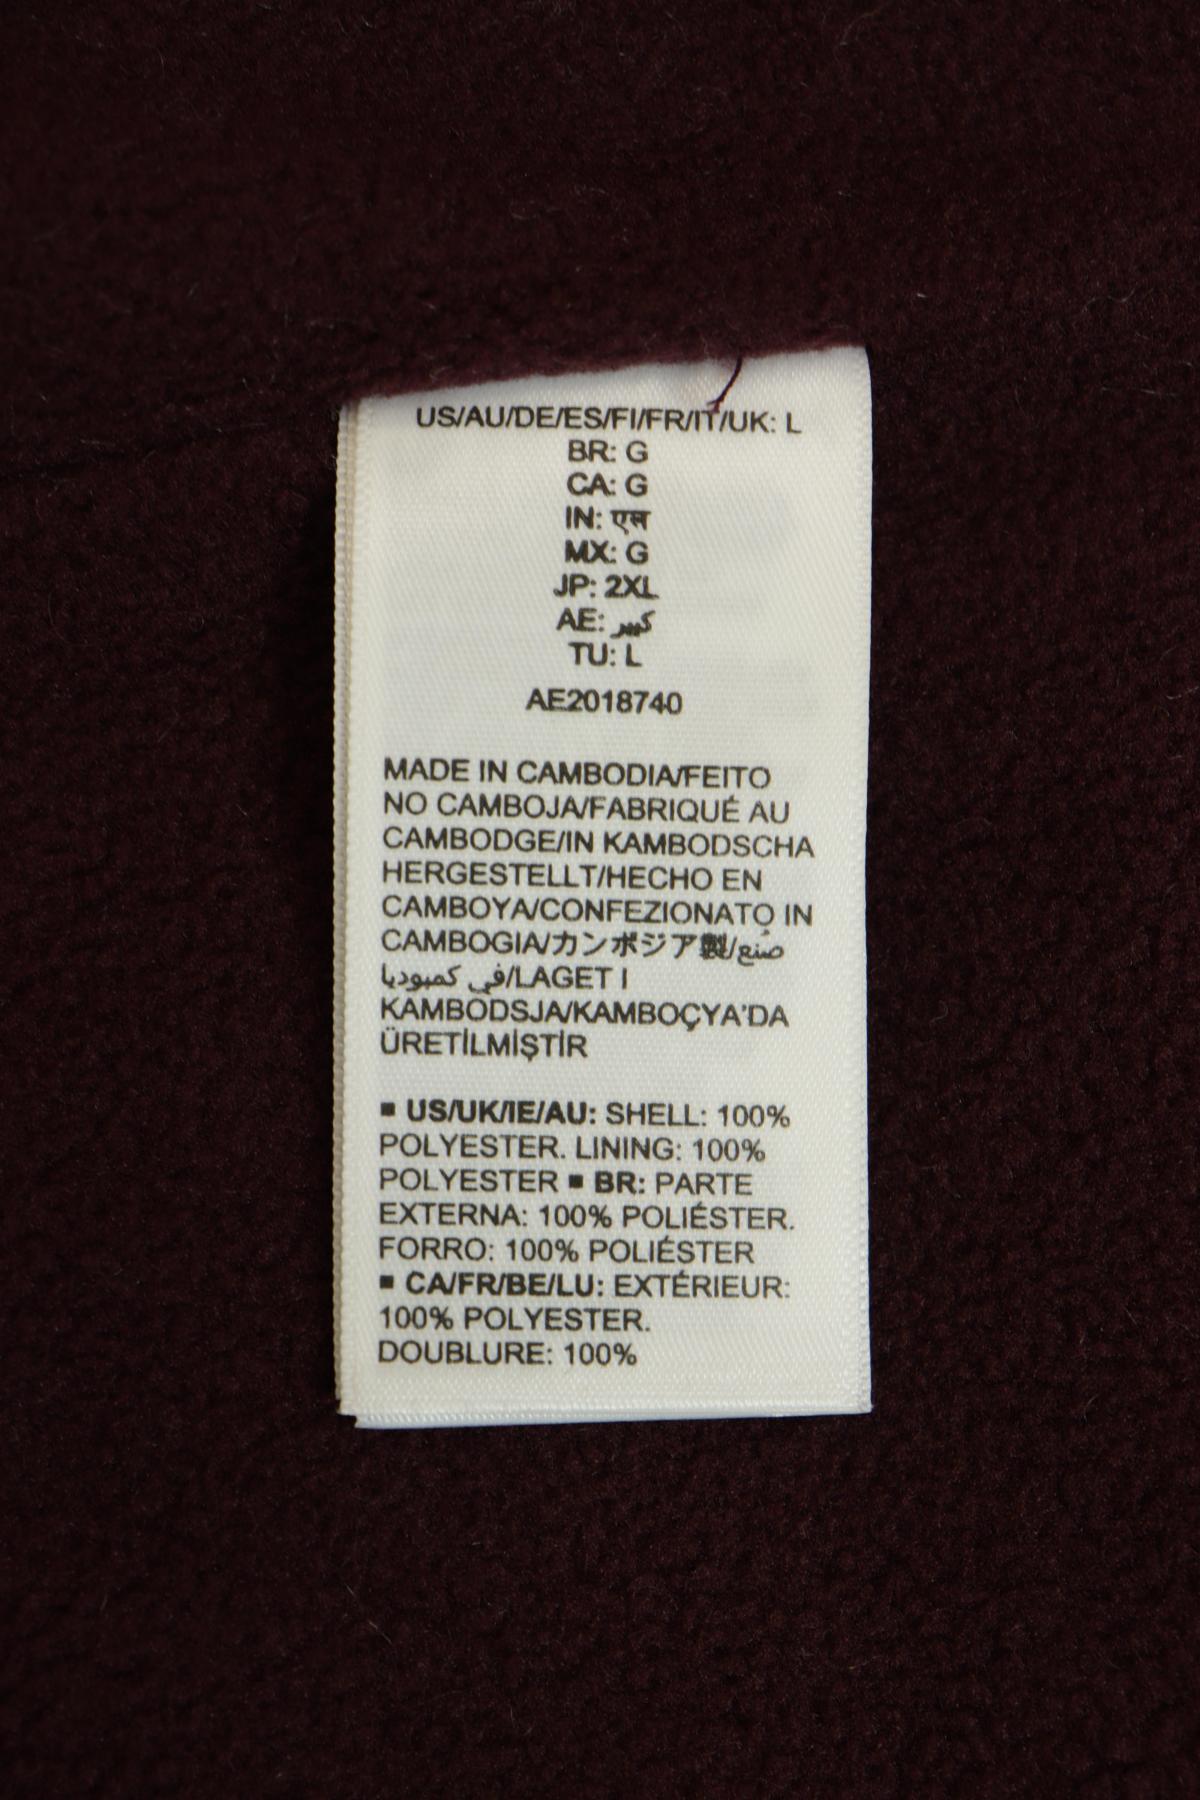 US/AU/DE/ES/FI/FR/IT/UK: L
BR: G
CA: G
IN: एल
MX: G
JP: 2XL
AE: كبير
TU: L
AE2018740
MADE IN CAMBODIA/FEITO
NO CAMBOJA/FABRIQUÉ AU
CAMBODGE/IN KAMBODSCHA
HERGESTELLT/HECHO EN
CAMBOYA/CONFEZIONATO IN
CAMBOGIA/カンボジア製/صُنع
في كمبوديا/LAGET I
KAMBODSJA/KAMBOÇYA'DA
ÜRETİLMİŞTİR
▪ US/UK/IE/AU: SHELL: 100%
POLYESTER. LINING: 100%
POLYESTER ▪ BR: PARTE
EXTERNA: 100% POLIÉSTER.
FORRO: 100% POLIÉSTER
▪ CA/FR/BE/LU: EXTÉRIEUR:
100% POLYESTER.
DOUBLURE: 100%